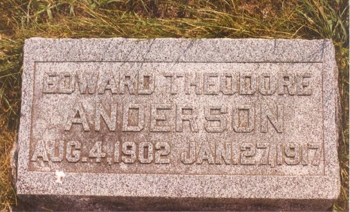 EDWARD THEODORE
ANDERSON
AUG.4,1902 JAN.27,1917